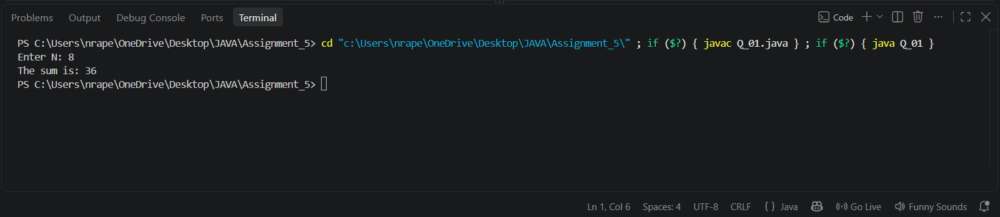 Problems Output Debug Console Ports Terminal Code
PS C:\Users\nrape\OneDrive\Desktop\JAVA\Assignment_5> cd "c:\Users\nrape\OneDrive\Desktop\JAVA\Assignment_5\" ; if ($?) { javac Q_01.java } ; if ($?) { java Q_01 }
Enter N: 8
The sum is: 36
PS C:\Users\nrape\OneDrive\Desktop\JAVA\Assignment_5>
Ln 1, Col 6 Spaces: 4 UTF-8 CRLF { } Java Go Live Funny Sounds